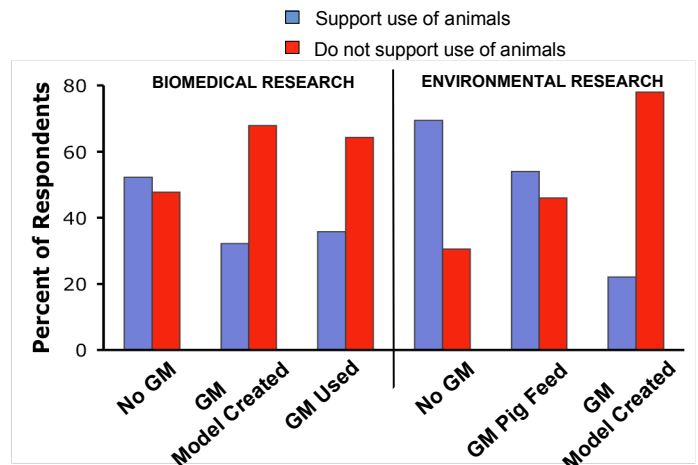 Support use of animals
Do not support use of animals
BIOMEDICAL RESEARCH
ENVIRONMENTAL RESEARCH
Percent of Respondents
80
60
40
20
0
No GM
GM
Model Created
GM Used
No GM
GM Pig Feed
GM
Model Created